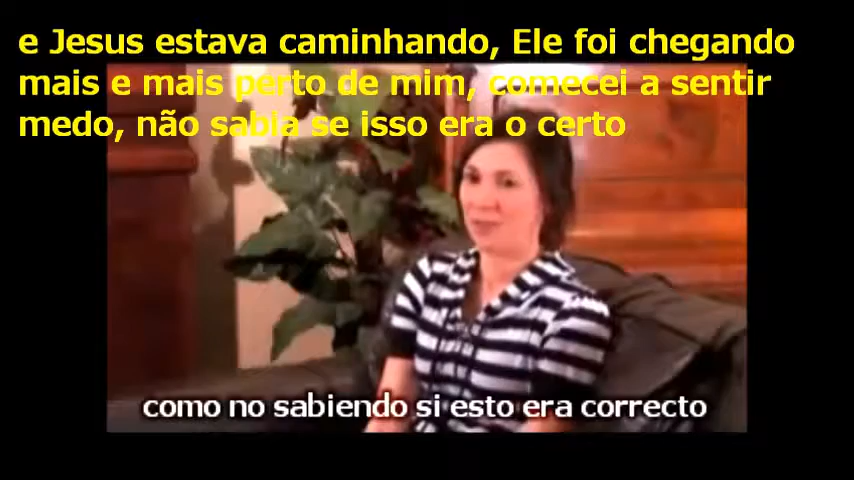 e Jesus estava caminhando, Ele foi chegando
mais e mais perto de mim, comecei a sentir
medo, não sabia se isso era o certo
como no sabiendo si esto era correcto